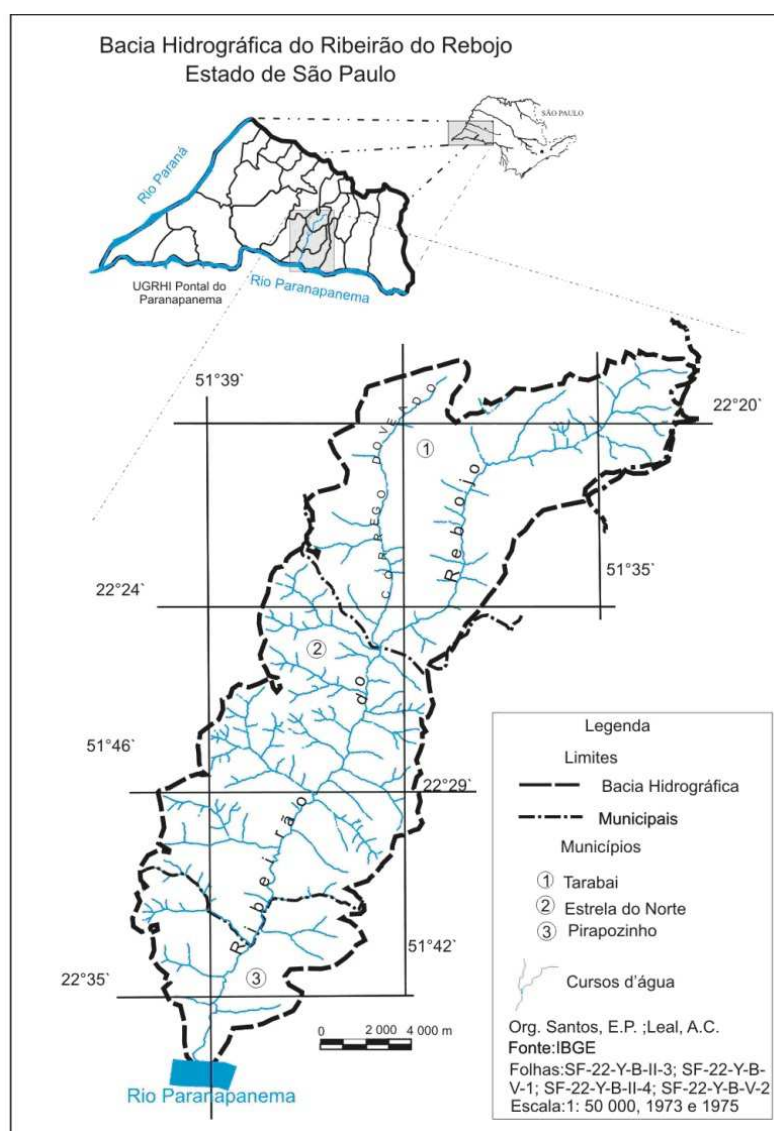 Bacia Hidrográfica do Ribeirão do Rebojo
Estado de São Paulo
SÃO PAULO
Rio Paraná
UGRHI Pontal do
Paranapanema
Rio Paranapanema
51°39`
22°20`
CÓRREGO DO VEADO
1
Ribeirão do Rebojo
51°35`
22°24`
2
51°46`
22°29`
51°42`
22°35`
3
0 2 000 4 000 m
Rio Paranapanema
Legenda
Limites
Bacia Hidrográfica
Municipais
Municípios
1 Tarabai
2 Estrela do Norte
3 Pirapozinho
Cursos d'água
Org. Santos, E.P. ;Leal, A.C.
Fonte:IBGE
Folhas:SF-22-Y-B-II-3; SF-22-Y-B-
V-1; SF-22-Y-B-II-4; SF-22-Y-B-V-2
Escala:1: 50 000, 1973 e 1975